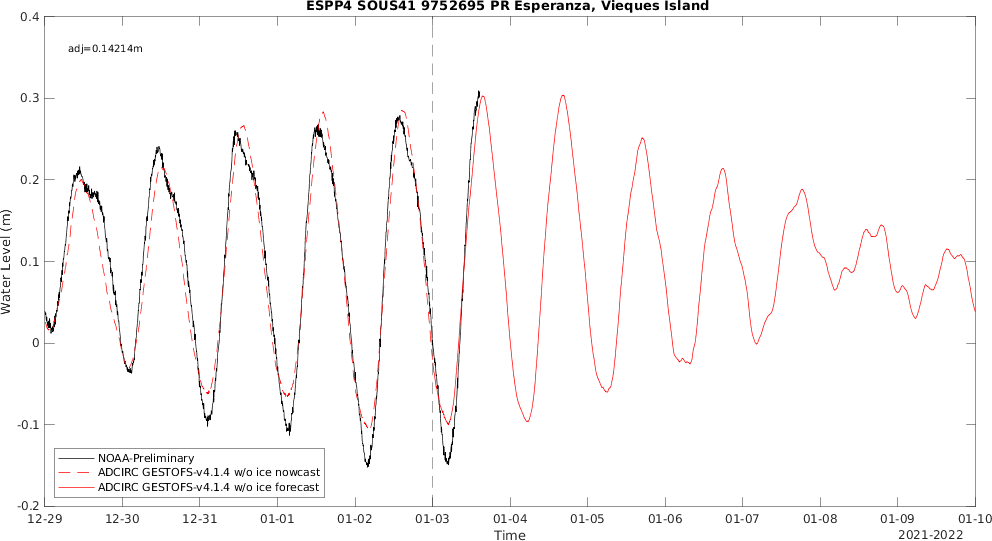 ESPP4 SOUS41 9752695 PR Esperanza, Vieques Island
0.4
adj=0.14214m
0.3
0.2
0.1
0
-0.1
-0.2
Water Level (m)
NOAA-Preliminary
ADCIRC GESTOFS-v4.1.4 w/o ice nowcast
ADCIRC GESTOFS-v4.1.4 w/o ice forecast
12-29 12-30 12-31 01-01 01-02 01-03 01-04 01-05 01-06 01-07 01-08 01-09 01-10
Time
2021-2022